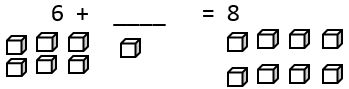 6 + ____ = 8